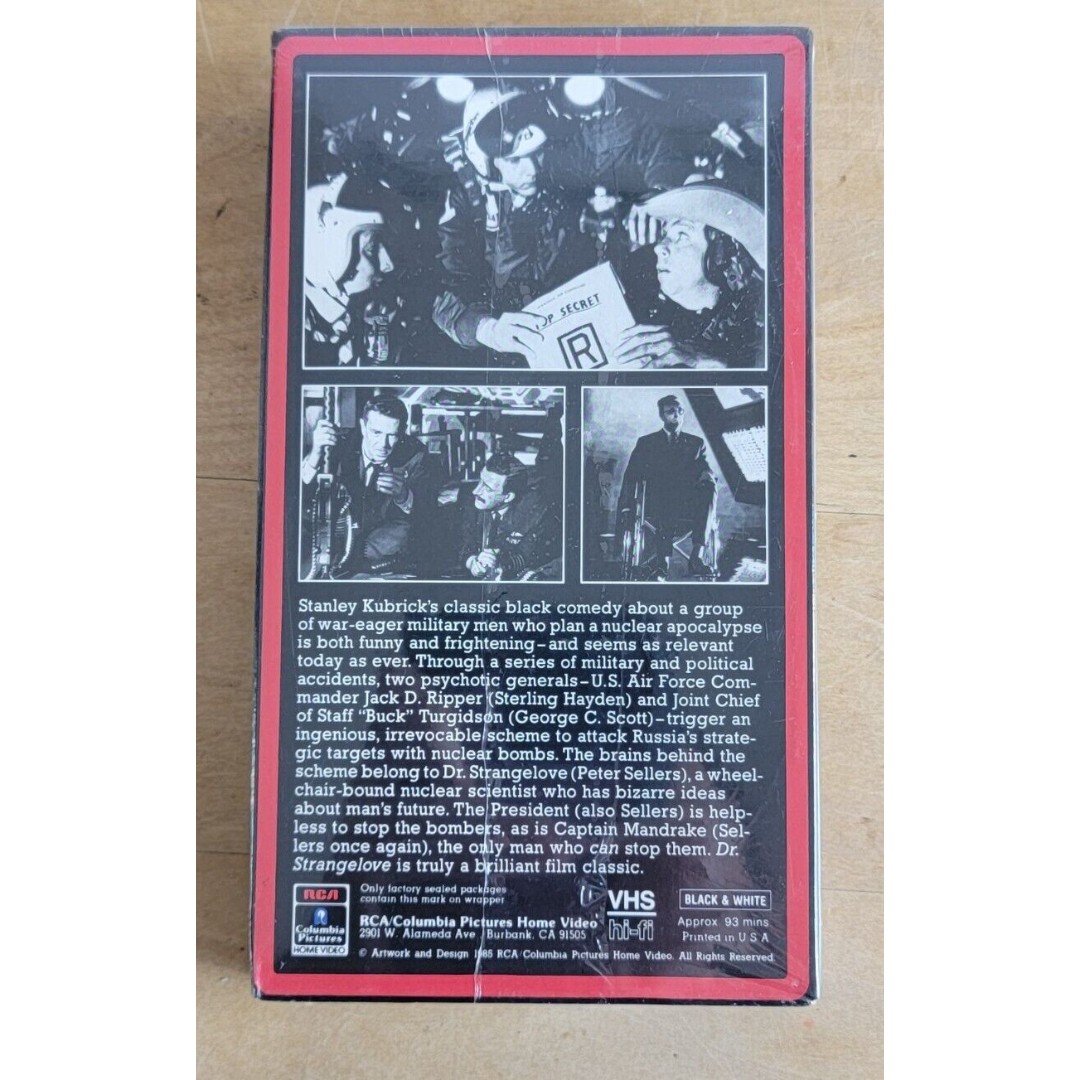 TOP SECRET
R
Stanley Kubrick's classic black comedy about a group
of war-eager military men who plan a nuclear apocalypse
is both funny and frightening–and seems as relevant
today as ever. Through a series of military and political
accidents, two psychotic generals–U.S. Air Force Com-
mander Jack D. Ripper (Sterling Hayden) and Joint Chief
of Staff “Buck” Turgidson (George C. Scott)–trigger an
ingenious, irrevocable scheme to attack Russia's strate-
gic targets with nuclear bombs. The brains behind the
scheme belong to Dr. Strangelove (Peter Sellers), a wheel-
chair-bound nuclear scientist who has bizarre ideas
about man's future. The President (also Sellers) is help-
less to stop the bombers, as is Captain Mandrake (Sel-
lers once again), the only man who can stop them. Dr.
Strangelove is truly a brilliant film classic.
RCA
Columbia
Pictures
HOME VIDEO
Only factory sealed packages
contain this mark on wrapper
RCA/Columbia Pictures Home Video
2901 W. Alameda Ave., Burbank, CA 91505
© Artwork and Design 1985 RCA/Columbia Pictures Home Video. All Rights Reserved.
VHS
hi-fi
BLACK & WHITE
Approx. 93 mins
Printed in U S A